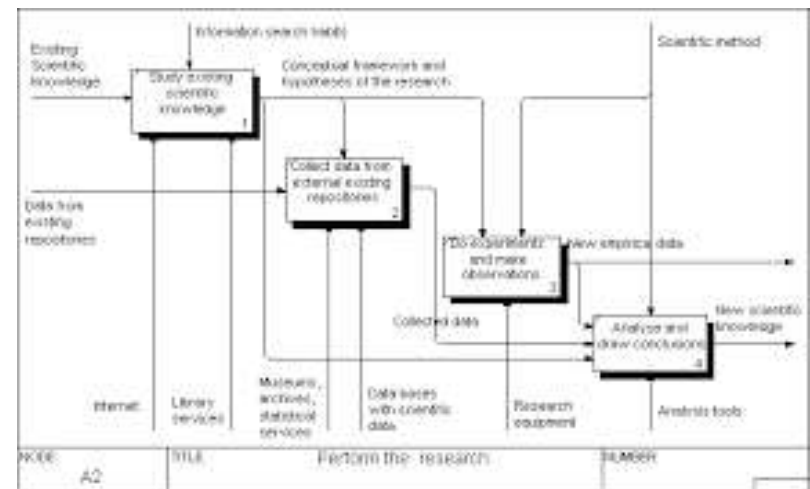 Information search habits
Existing
Scientific
knowledge
Study existing
scientific
knowledge
1
Conceptual framework and
hypotheses of the research
Scientific method
Collect data from
external existing
repositories
2
Data from
existing
repositories
Do experiments
and make
observations
3
New empirical data
Collected data
Analyse and
draw conclusions
4
New scientific
knowledge
Internet
Library
services
Museums,
archives,
statistical
services
Data bases
with scientific
data
Research
equipment
Analysis tools
NODE:
A2
TITLE:
Perform the research
NUMBER: